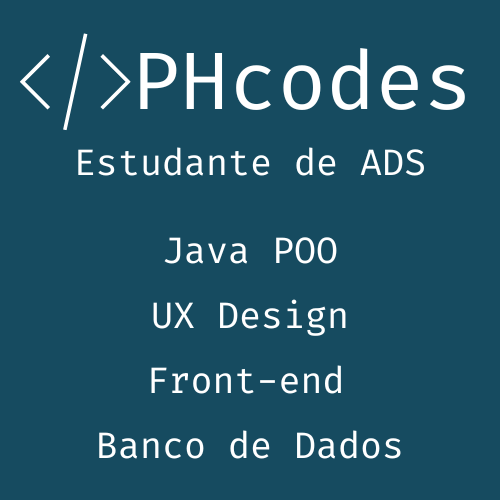 </>PHcodes
Estudante de ADS
Java POO
UX Design
Front-end
Banco de Dados